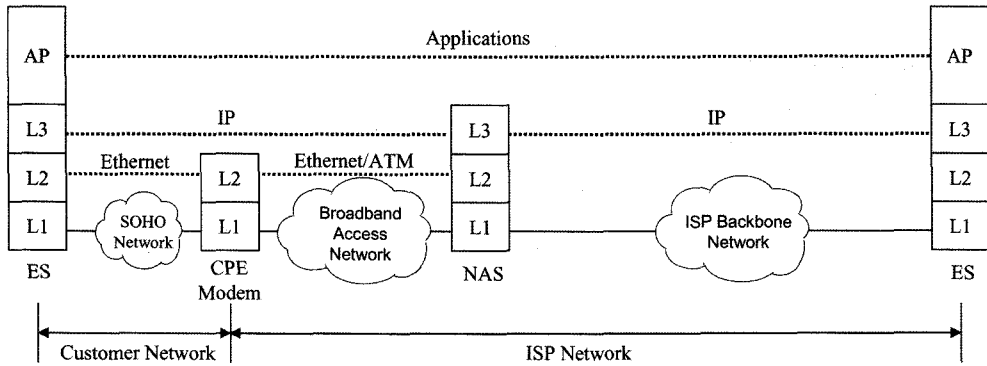 Applications
AP
AP
IP
IP
L3
L3
L3
Ethernet
Ethernet/ATM
L2
L2
L2
L2
SOHO
Network
Broadband
Access
Network
ISP Backbone
Network
L1
L1
L1
L1
ES
CPE
Modem
NAS
ES
Customer Network
ISP Network